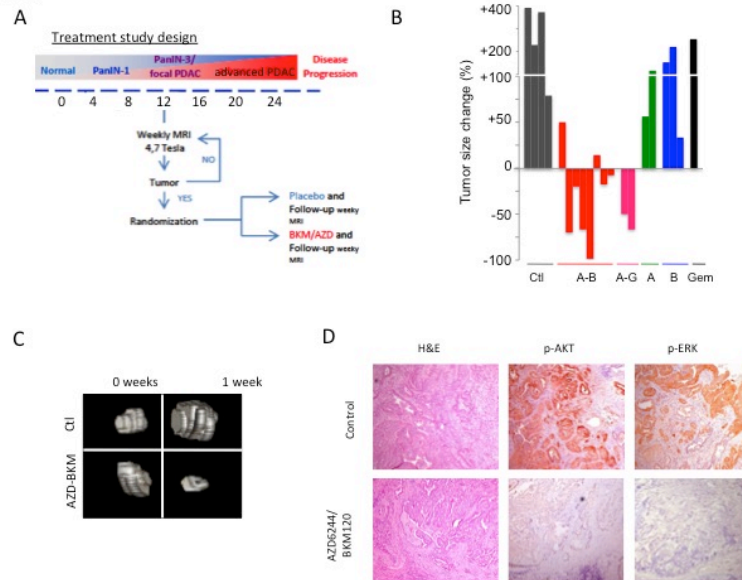 A
Treatment study design
Normal
PanIN-1
PanIN-3/
focal PDAC
advanced PDAC
Disease
Progression
0 4 8 12 16 20 24
Weekly MRI
4,7 Tesla
NO
Tumor
YES
Randomization
Placebo and
Follow-up weeky
MRI
BKM/AZD and
Follow-up weeky
MRI
B
Tumor size change (%)
+400
+200
+100
+50
0
-50
-100
Ctl A-B A-G A B Gem
C
0 weeks 1 week
Ctl
AZD-BKM
D
H&E p-AKT p-ERK
Control
AZD6244/
BKM120